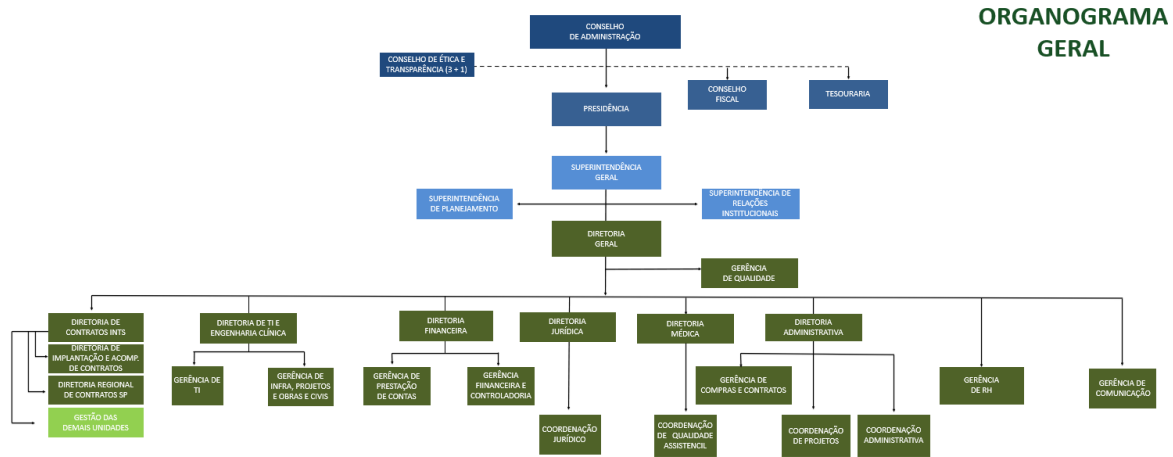 ORGANOGRAMA
GERAL
CONSELHO
DE ADMINISTRAÇÃO
CONSELHO DE ÉTICA E
TRANSPARÊNCIA (3 + 1)
CONSELHO
FISCAL
TESOURARIA
PRESIDÊNCIA
SUPERINTENDÊNCIA
GERAL
SUPERINTENDÊNCIA
DE PLANEJAMENTO
SUPERINTENDÊNCIA DE
RELAÇÕES
INSTITUCIONAIS
DIRETORIA
GERAL
GERÊNCIA
DE QUALIDADE
DIRETORIA DE
CONTRATOS INTS
DIRETORIA DE TI E
ENGENHARIA CLÍNICA
DIRETORIA
FINANCEIRA
DIRETORIA
JURÍDICA
DIRETORIA
MÉDICA
DIRETORIA
ADMINISTRATIVA
DIRETORIA DE
IMPLANTAÇÃO E ACOMP.
DE CONTRATOS
DIRETORIA REGIONAL
DE CONTRATOS SP
GESTÃO DAS
DEMAIS UNIDADES
GERÊNCIA DE
TI
GERÊNCIA DE
INFRA, PROJETOS
E OBRAS E CIVIS
GERÊNCIA DE
PRESTAÇÃO DE
CONTAS
GERÊNCIA
FIINANCEIRA E
CONTROLADORIA
GERÊNCIA DE
COMPRAS E CONTRATOS
GERÊNCIA
DE RH
GERÊNCIA DE
COMUNICAÇÃO
COORDENAÇÃO
JURÍDICO
COORDENAÇÃO
DE QUALIDADE
ASSISTENCIL
COORDENAÇÃO
DE PROJETOS
COORDENAÇÃO
ADMINISTRATIVA